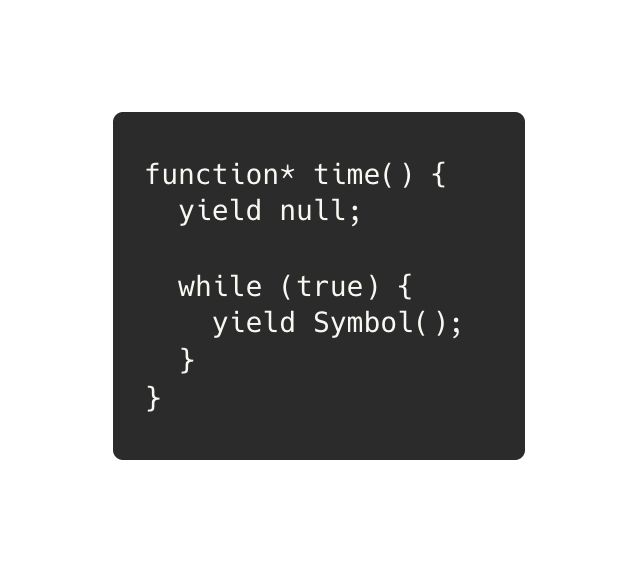 function* time() {
  yield null;

  while (true) {
    yield Symbol();
  }
}